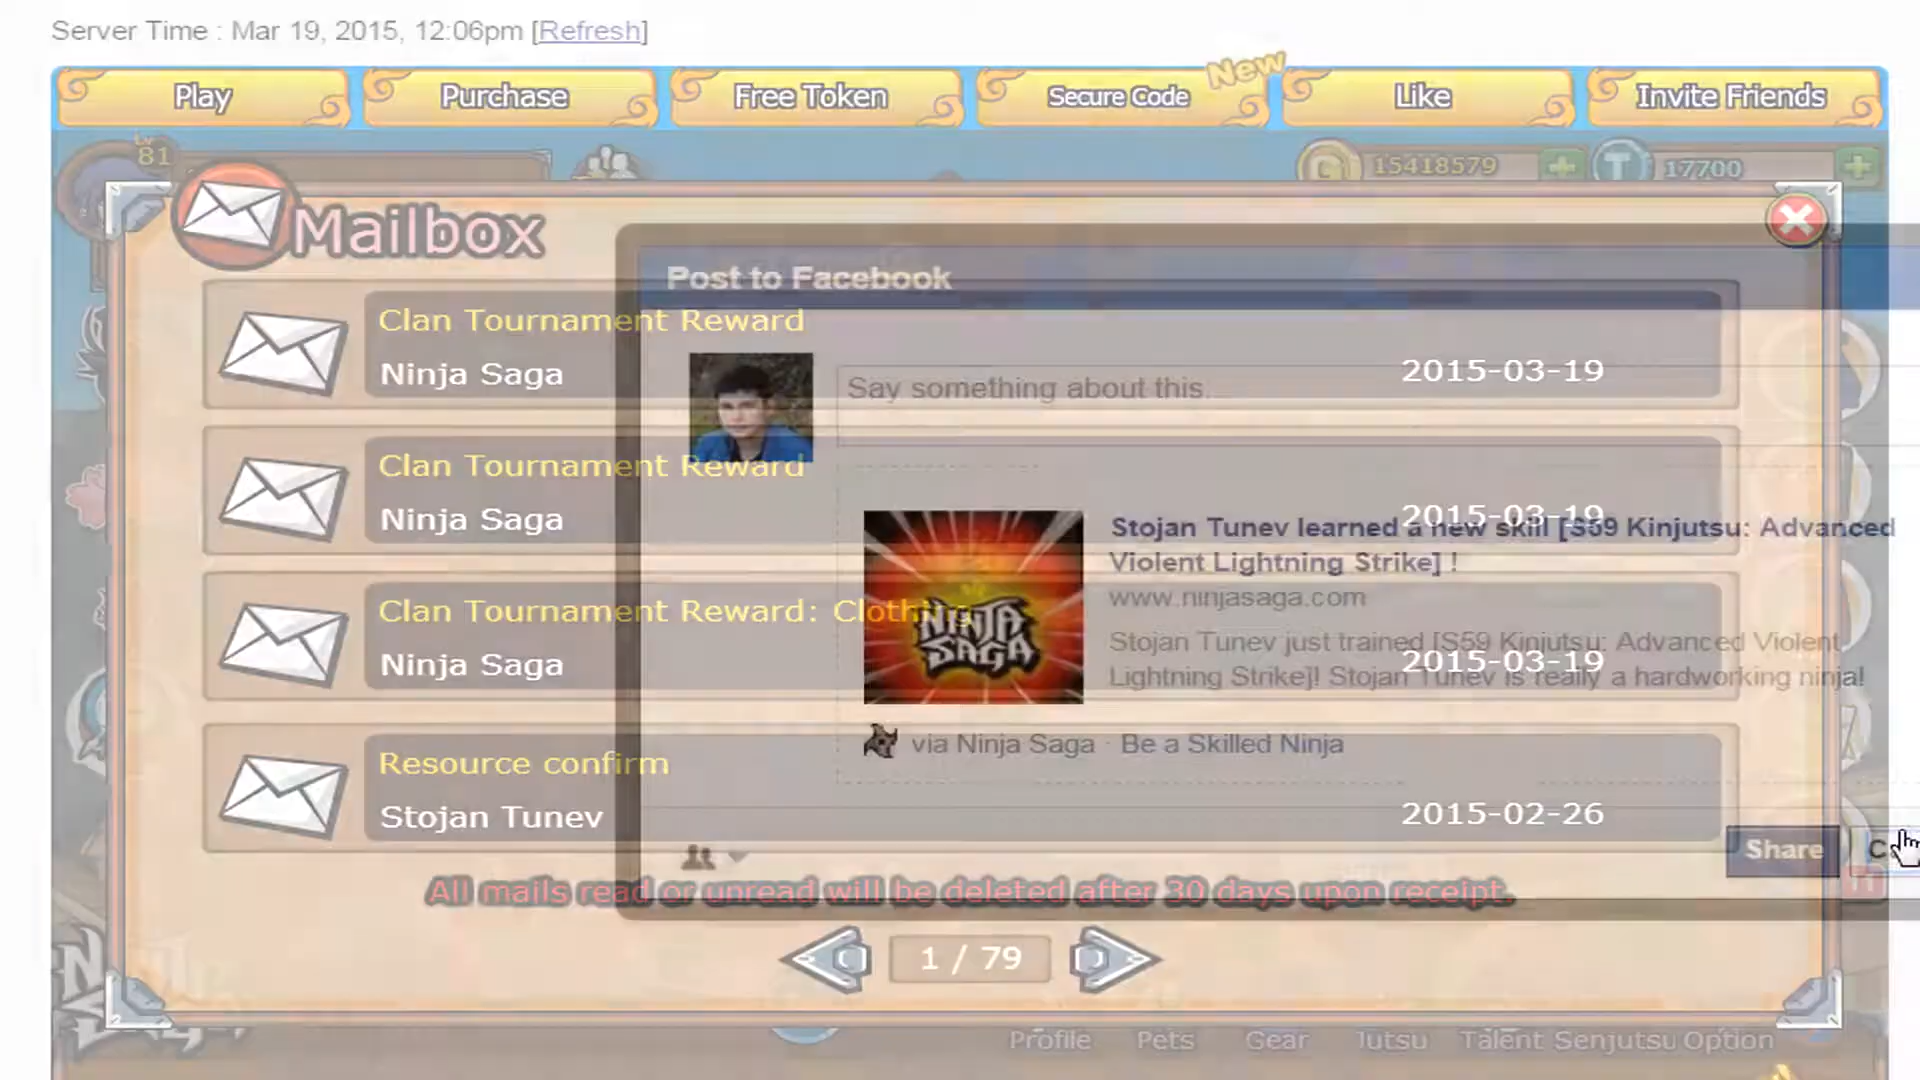 Server Time : Mar 19, 2015, 12:06pm [Refresh]
New
Play
Purchase
Free Token
Secure Code
Like
Invite Friends
Lv
81
15418579
17700
Mailbox
Post to Facebook
Clan Tournament Reward
Ninja Saga
2015-03-19
Say something about this.
Clan Tournament Reward
Ninja Saga
2015-03-19
Stojan Tunev learned a new skill [S59 Kinjutsu: Advanced
Violent Lightning Strike] !
www.ninjasaga.com
Clan Tournament Reward: Clothing
Ninja Saga
2015-03-19
NINJA
SAGA
Stojan Tunev just trained [S59 Kinjutsu: Advanced Violent
Lightning Strike]! Stojan Tunev is really a hardworking ninja!
via Ninja Saga · Be a Skilled Ninja
Resource confirm
Stojan Tunev
2015-02-26
Share
All mails read or unread will be deleted after 30 days upon receipt.
1 / 79
Profile
Pets
Gear
Jutsu
Talent
Senjutsu
Option